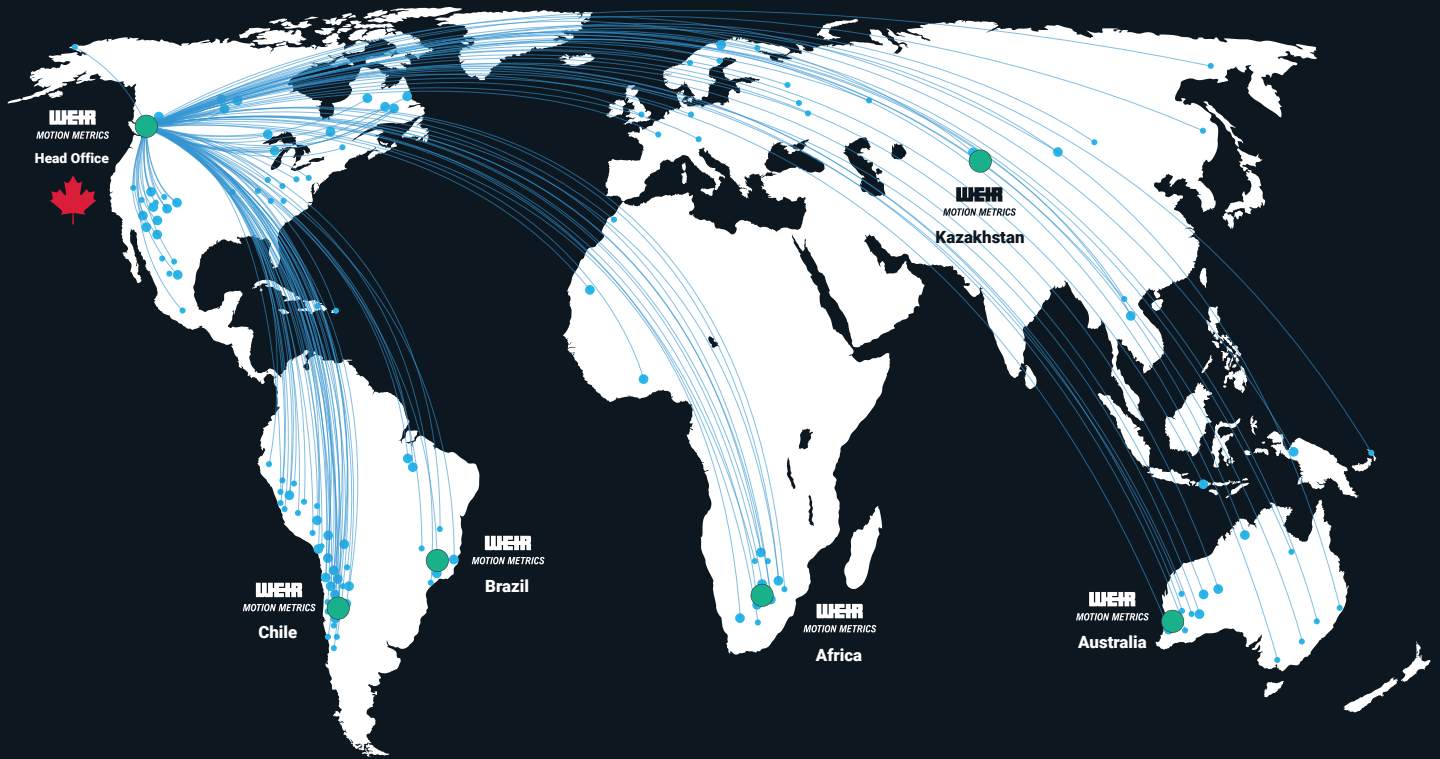 WEIR
MOTION METRICS
Head Office
WEIR
MOTION METRICS
Kazakhstan
WEIR
MOTION METRICS
Brazil
WEIR
MOTION METRICS
Chile
WEIR
MOTION METRICS
Africa
WEIR
MOTION METRICS
Australia